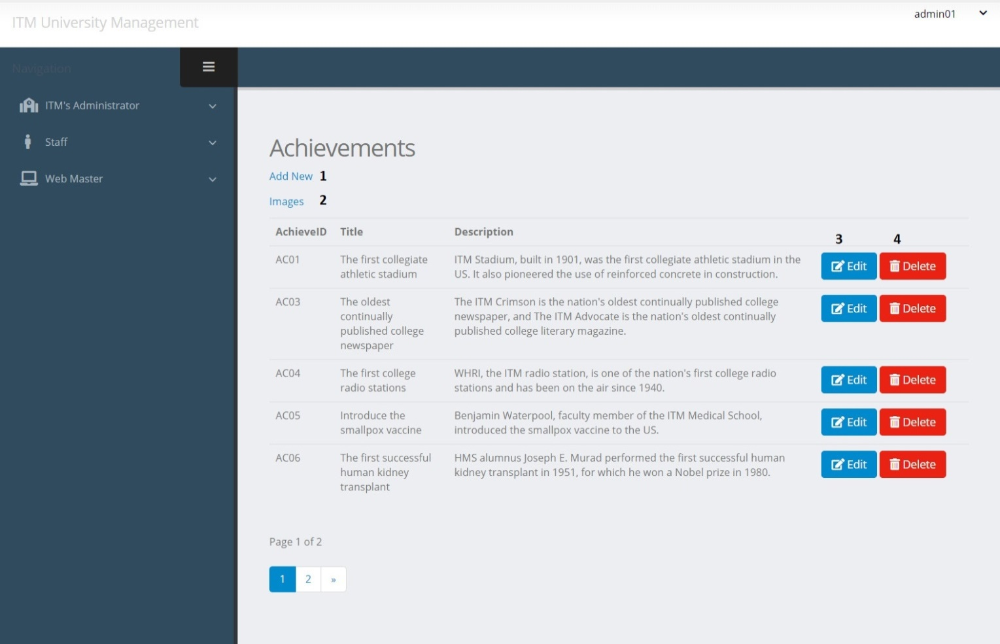 ITM University Management
admin01
Navigation
ITM's Administrator
Staff
Web Master
Achievements
Add New 1
Images 2
AchieveID Title Description
3 4
AC01 The first collegiate ITM Stadium, built in 1901, was the first collegiate athletic stadium in the Edit Delete
athletic stadium US. It also pioneered the use of reinforced concrete in construction.
AC03 The oldest The ITM Crimson is the nation's oldest continually published college Edit Delete
continually newspaper, and The ITM Advocate is the nation's oldest continually
published college published college literary magazine.
newspaper
AC04 The first college WHRI, the ITM radio station, is one of the nation's first college radio Edit Delete
radio stations stations and has been on the air since 1940.
AC05 Introduce the Benjamin Waterpool, faculty member of the ITM Medical School, Edit Delete
smallpox vaccine introduced the smallpox vaccine to the US.
AC06 The first successful HMS alumnus Joseph E. Murad performed the first successful human Edit Delete
human kidney kidney transplant in 1951, for which he won a Nobel prize in 1980.
transplant
Page 1 of 2
1 2 »